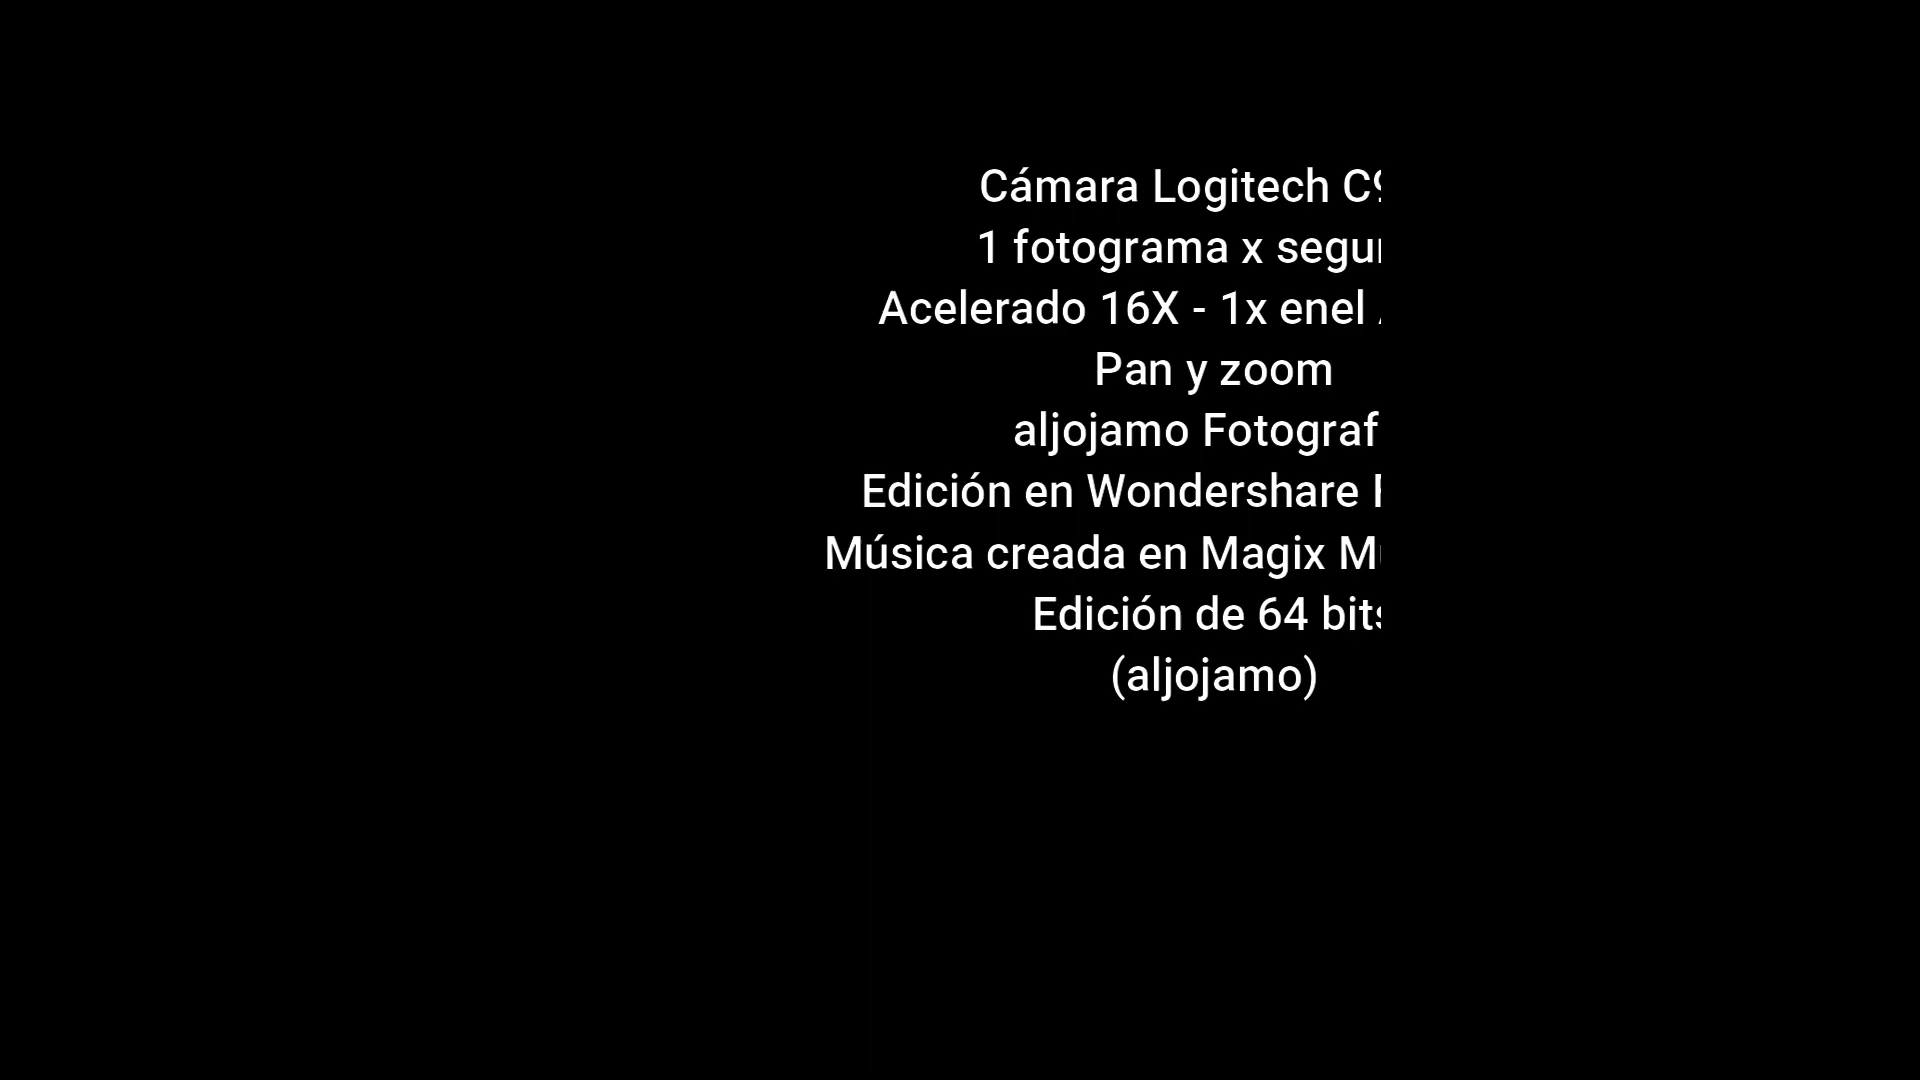 Cámara Logitech C
1 fotograma x segu
Acelerado 16X - 1x enel
Pan y zoom
aljojamo Fotograf
Edición en Wondershare
Música creada en Magix M
Edición de 64 bits
(aljojamo)